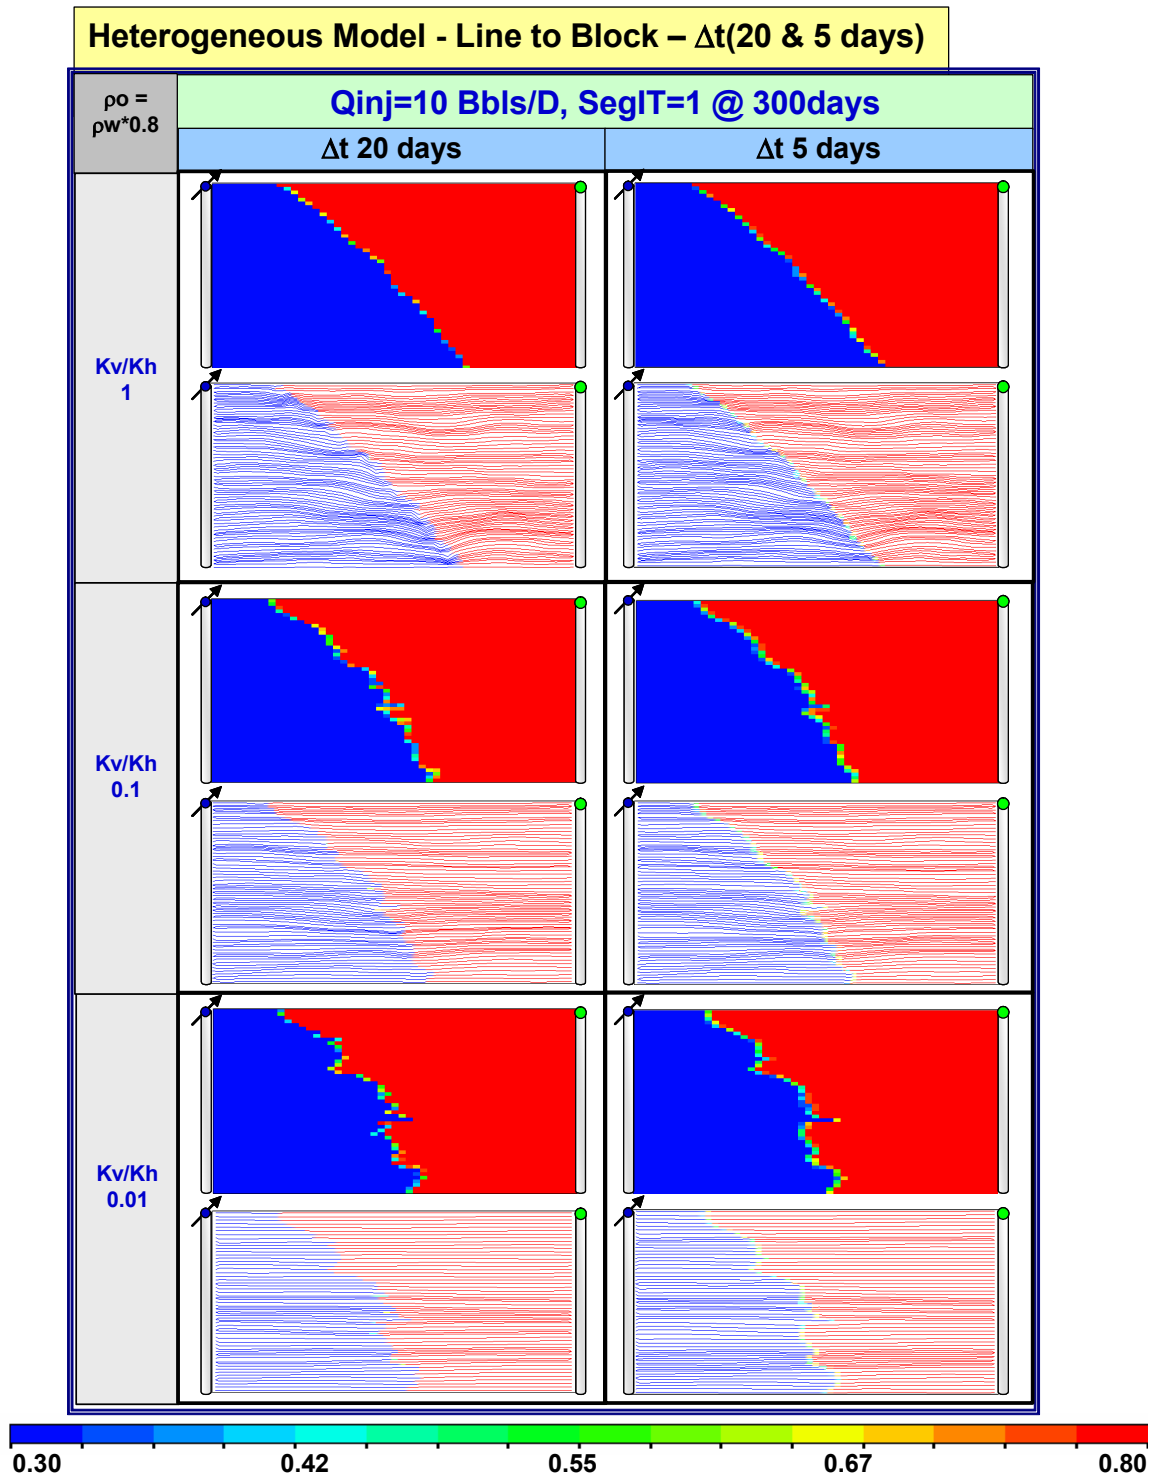 Heterogeneous Model - Line to Block – Δt(20 & 5 days)
ρo =
ρw*0.8
Qinj=10 Bbls/D, SegIT=1 @ 300days
Δt 20 days
Δt 5 days
Kv/Kh
1
Kv/Kh
0.1
Kv/Kh
0.01
0.30 0.42 0.55 0.67 0.80